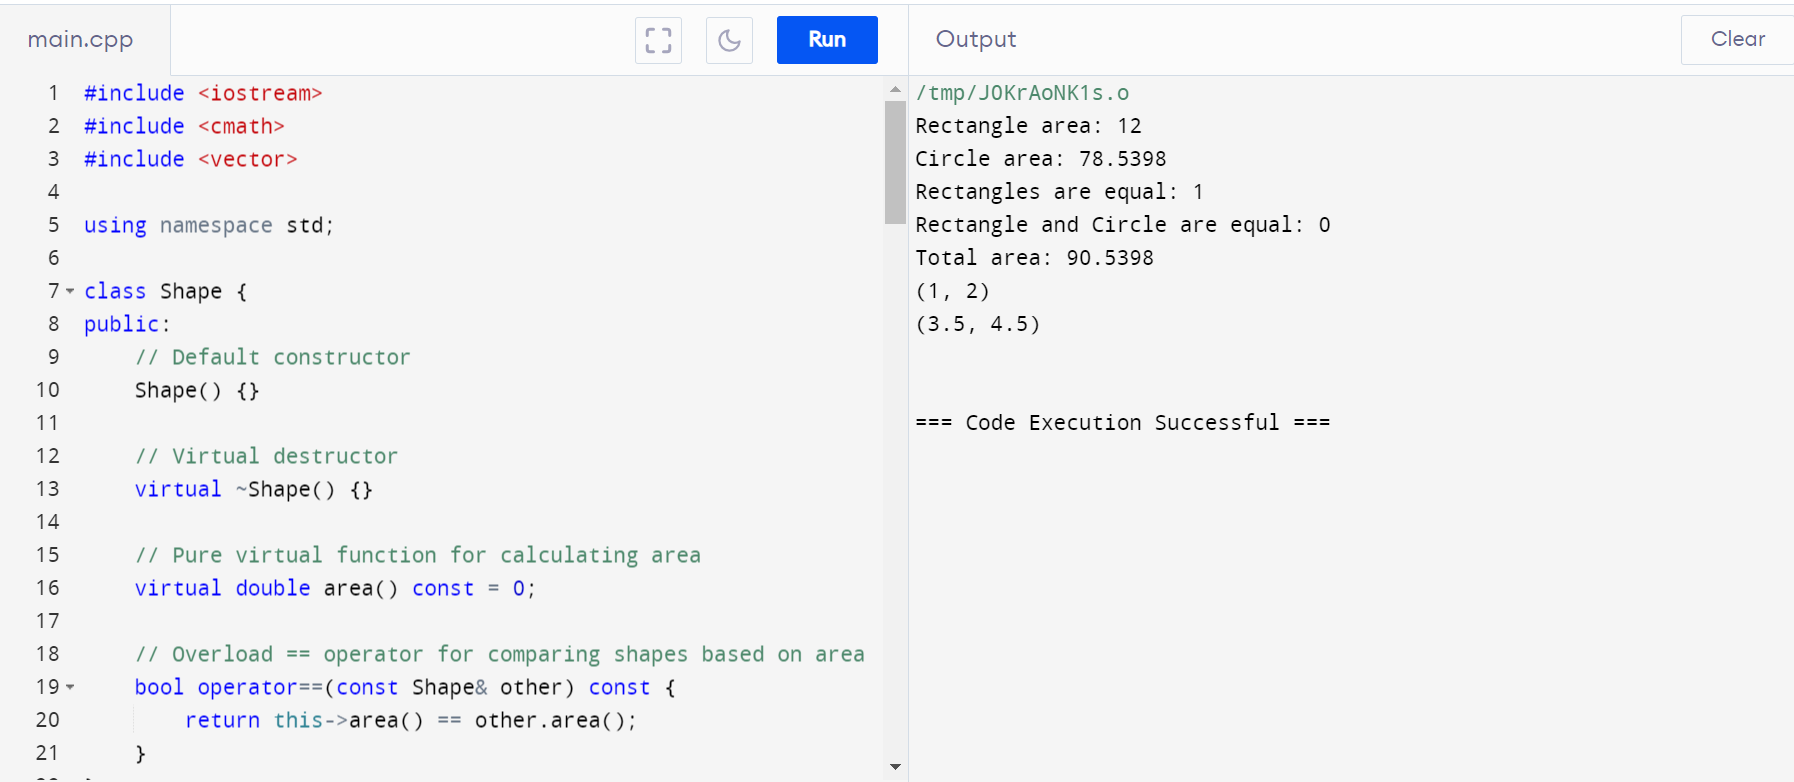 main.cpp
Run
Output
Clear
1 #include <iostream>
2 #include <cmath>
3 #include <vector>
4
5 using namespace std;
6
7 class Shape {
8 public:
9     // Default constructor
10     Shape() {}
11
12     // Virtual destructor
13     virtual ~Shape() {}
14
15     // Pure virtual function for calculating area
16     virtual double area() const = 0;
17
18     // Overload == operator for comparing shapes based on area
19     bool operator==(const Shape& other) const {
20         return this->area() == other.area();
21     }
/tmp/J0KrAoNK1s.o
Rectangle area: 12
Circle area: 78.5398
Rectangles are equal: 1
Rectangle and Circle are equal: 0
Total area: 90.5398
(1, 2)
(3.5, 4.5)
=== Code Execution Successful ===